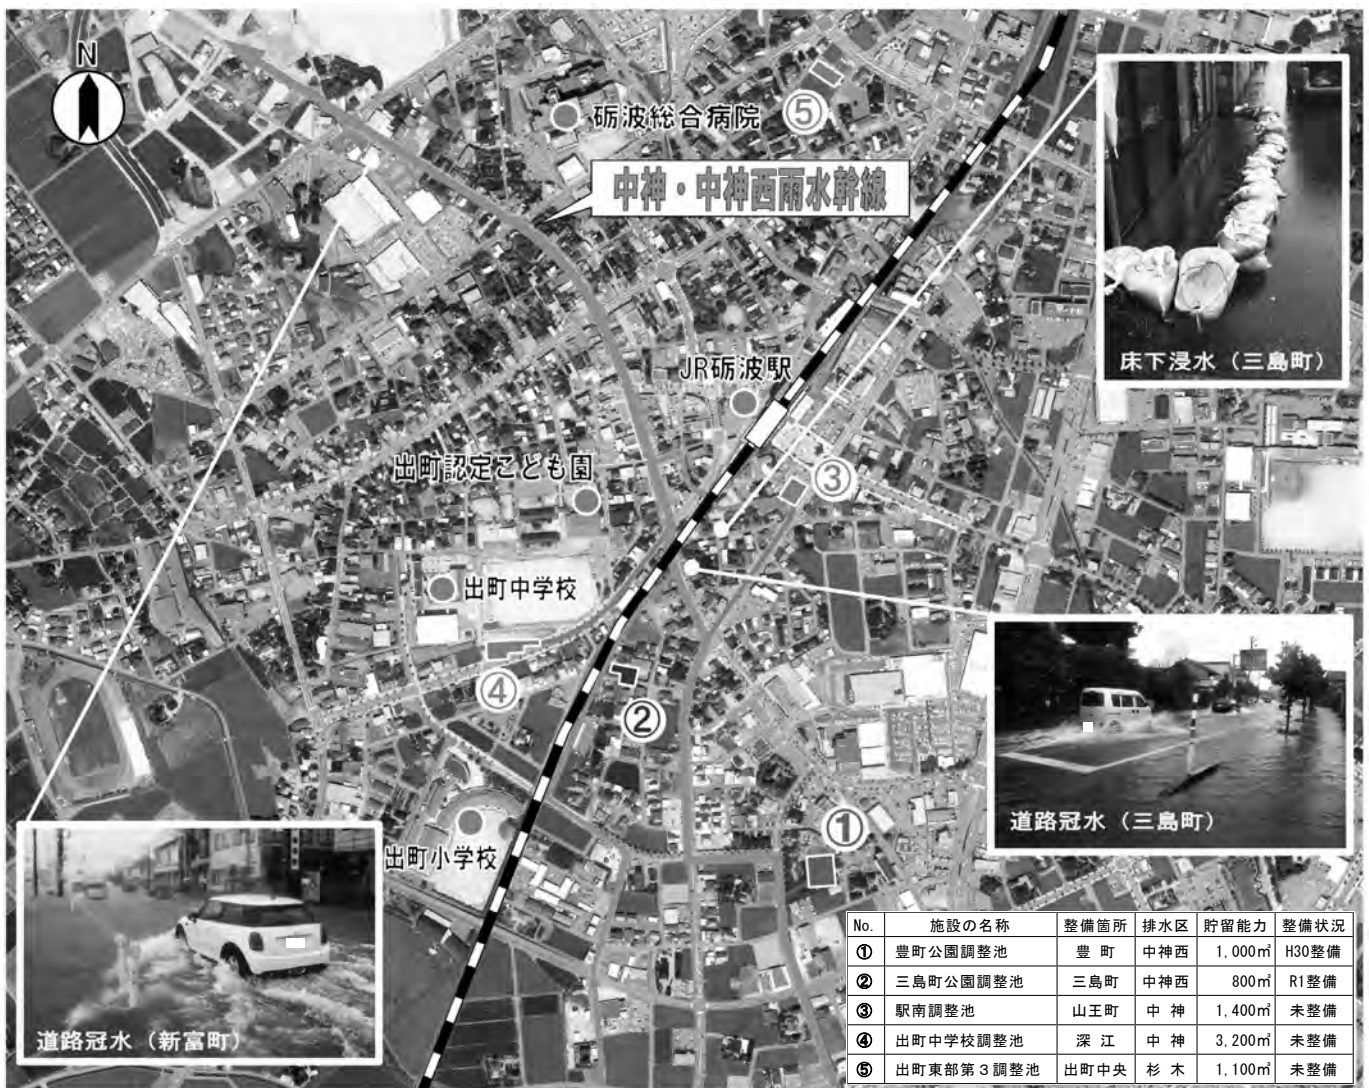 N
砺波総合病院
⑤
中神・中神西雨水幹線
床下浸水（三島町）
JR砺波駅
出町認定こども園
③
出町中学校
④
②
道路冠水（三島町）
①
出町小学校
道路冠水（新富町）
No. 施設の名称 整備箇所 排水区 貯留能力 整備状況
① 豊町公園調整池 豊町 中神西 1,000㎥ H30整備
② 三島町公園調整池 三島町 中神西 800㎥ R1整備
③ 駅南調整池 山王町 中神 1,400㎥ 未整備
④ 出町中学校調整池 深江 中神 3,200㎥ 未整備
⑤ 出町東部第３調整池 出町中央 杉木 1,100㎥ 未整備